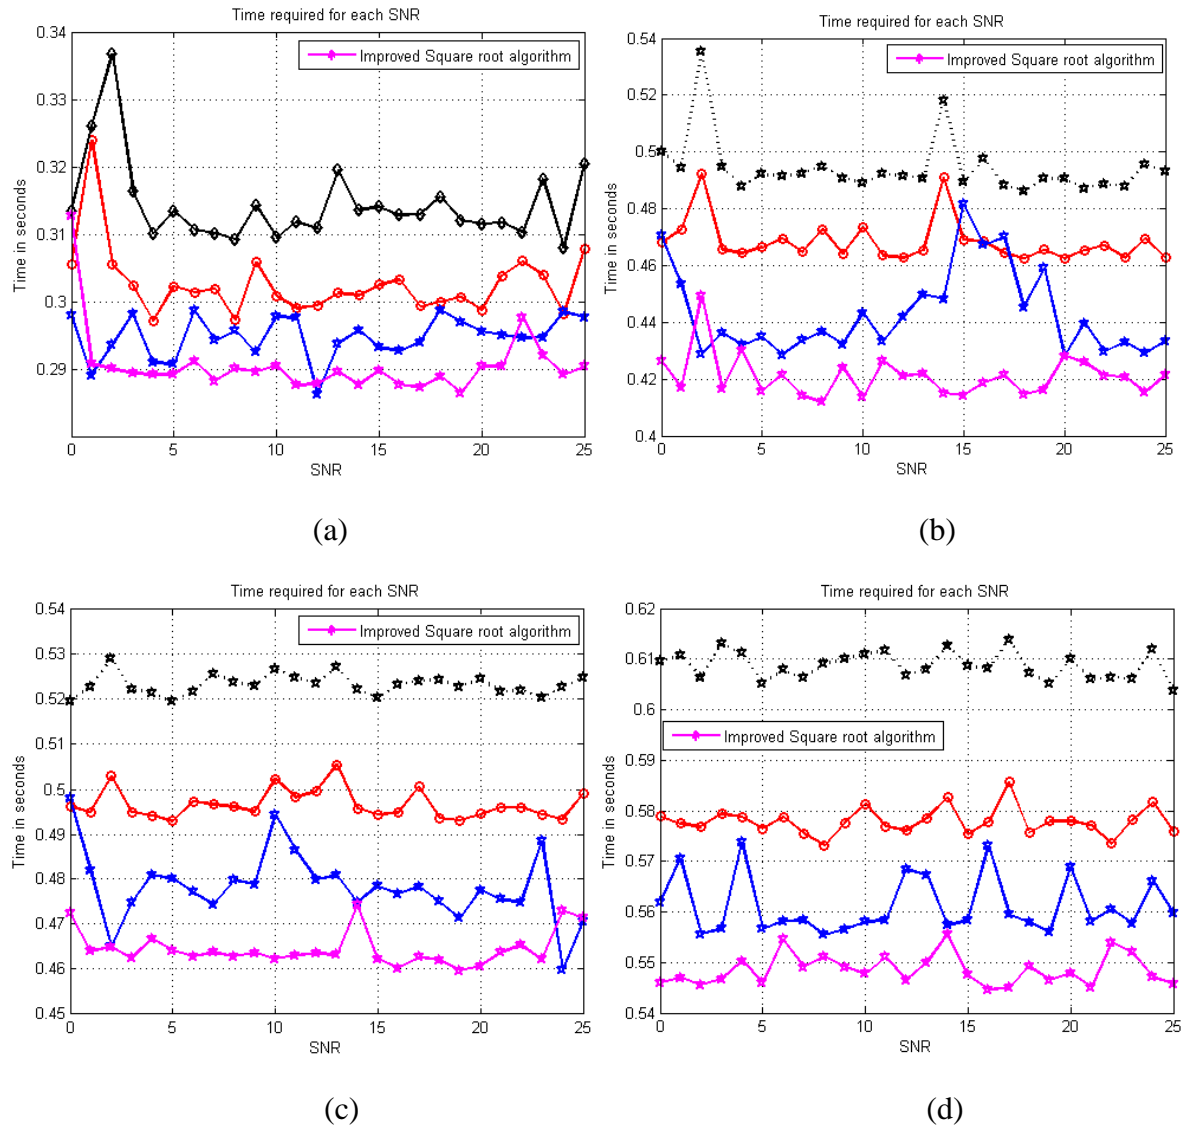 Time required for each SNR
Improved Square root algorithm
0.34
0.33
0.32
0.31
0.3
0.29
Time in seconds
0 5 10 15 20 25
SNR
(a)
Time required for each SNR
Improved Square root algorithm
0.54
0.52
0.5
0.48
0.46
0.44
0.42
0.4
Time in seconds
0 5 10 15 20 25
SNR
(b)
Time required for each SNR
Improved Square root algorithm
0.54
0.53
0.52
0.51
0.5
0.49
0.48
0.47
0.46
0.45
Time in seconds
0 5 10 15 20 25
SNR
(c)
Time required for each SNR
Improved Square root algorithm
0.62
0.61
0.6
0.59
0.58
0.57
0.56
0.55
0.54
Time in seconds
0 5 10 15 20 25
SNR
(d)